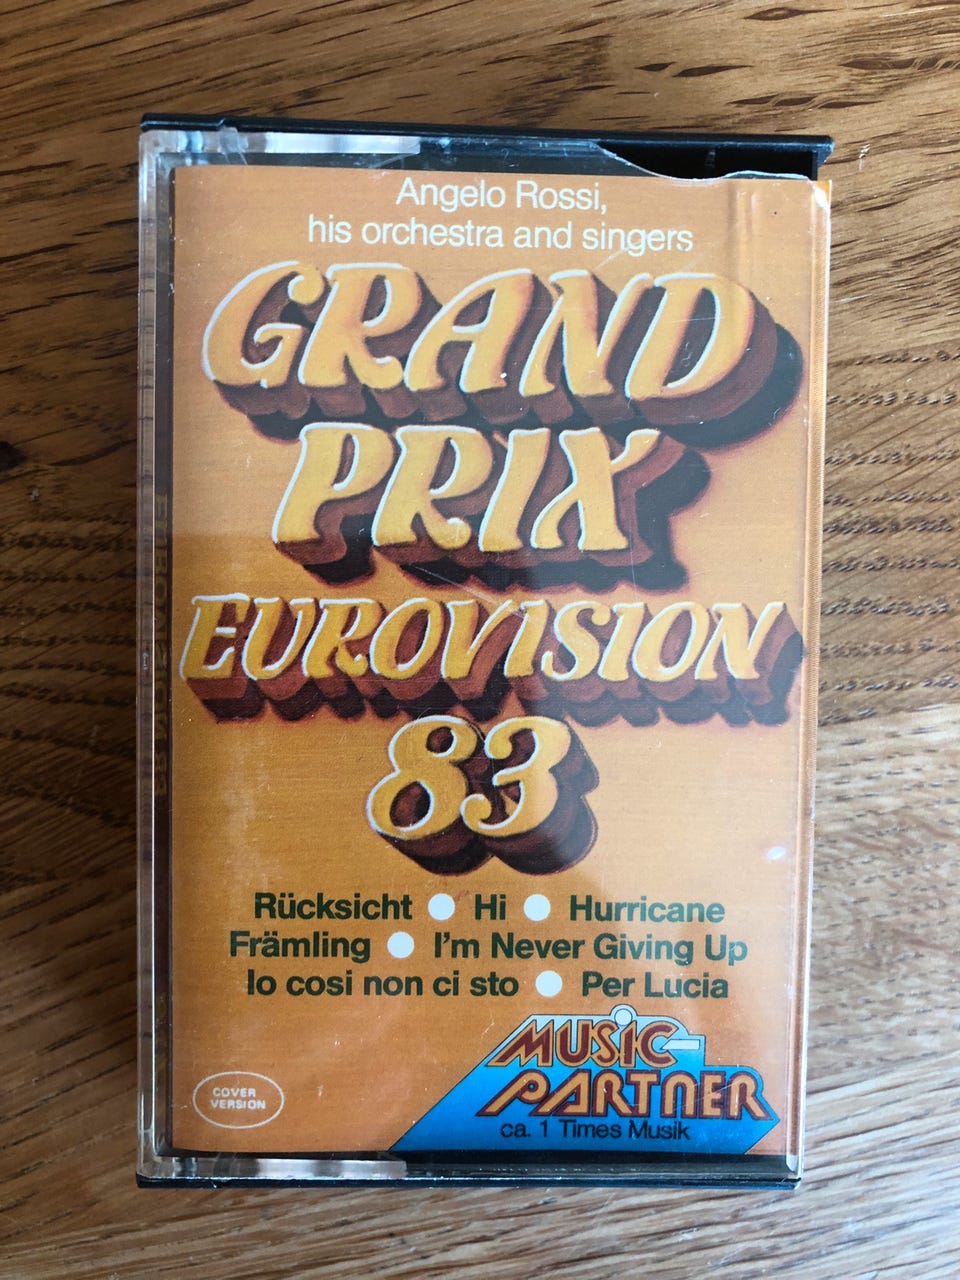 Angelo Rossi,
his orchestra and singers
GRAND
PRIX
EUROVISION
83
Rücksicht ● Hi ● Hurricane
Främling ● I'm Never Giving Up
Io cosi non ci sto ● Per Lucia
MUSIC-
PARTNER
ca. 1 Times Musik
COVER
VERSION